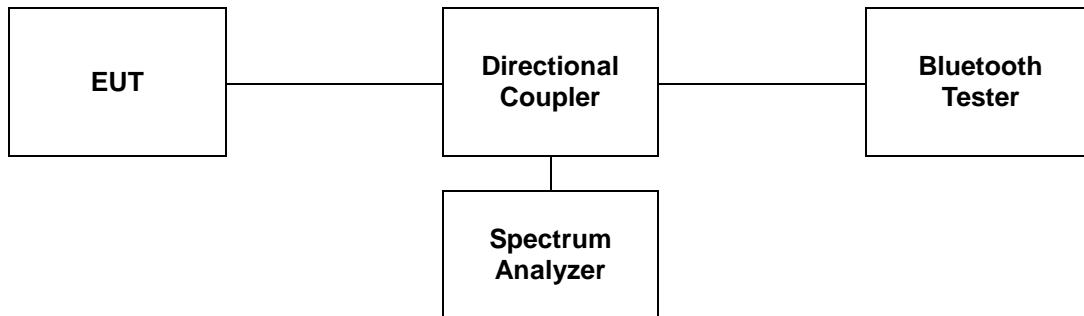 EUT
Directional
Coupler
Bluetooth
Tester
Spectrum
Analyzer